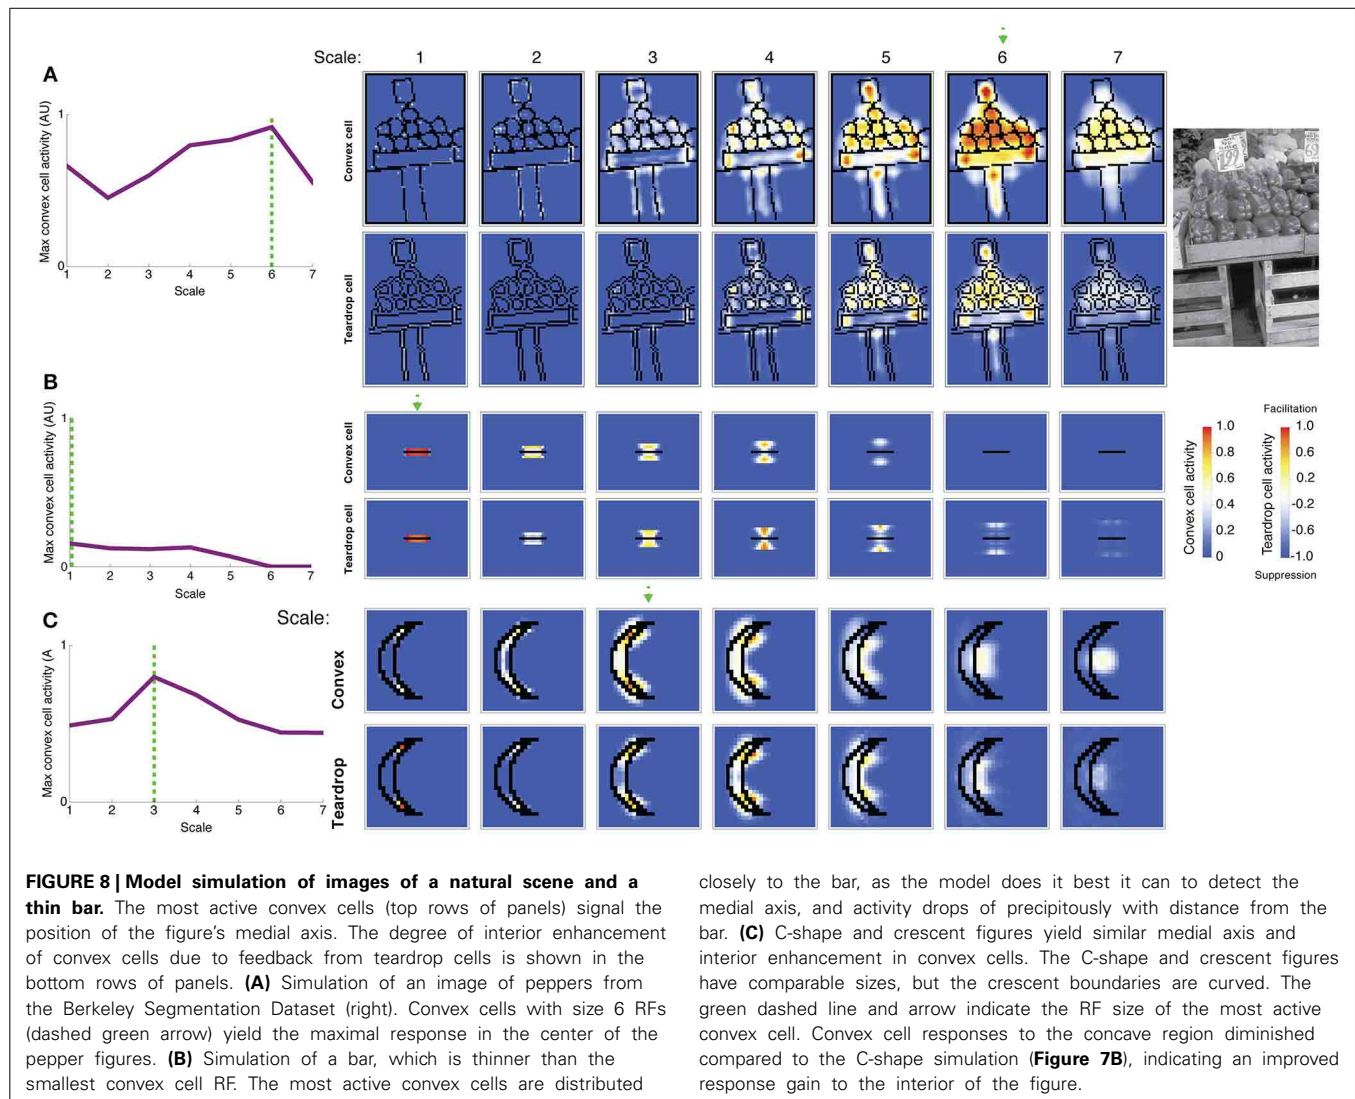 Scale: 1 2 3 4 5 6 7
A
Max convex cell activity (AU)
1
0
1 2 3 4 5 6 7
Scale
Convex cell
Teardrop cell
B
Max convex cell activity (AU)
1
0
1 2 3 4 5 6 7
Scale
Convex cell
Teardrop cell
Convex cell activity
1.0
0.8
0.6
0.4
0.2
0
Facilitation
Teardrop cell activity
1.0
0.6
0.2
-0.2
-0.6
-1.0
Suppression
C
Scale:
Max convex cell activity (A
1
0
1 2 3 4 5 6 7
Scale
Convex
Teardrop
FIGURE 8 | Model simulation of images of a natural scene and a
thin bar. The most active convex cells (top rows of panels) signal the
position of the figure's medial axis. The degree of interior enhancement
of convex cells due to feedback from teardrop cells is shown in the
bottom rows of panels. (A) Simulation of an image of peppers from
the Berkeley Segmentation Dataset (right). Convex cells with size 6 RFs
(dashed green arrow) yield the maximal response in the center of the
pepper figures. (B) Simulation of a bar, which is thinner than the
smallest convex cell RF. The most active convex cells are distributed
closely to the bar, as the model does it best it can to detect the
medial axis, and activity drops of precipitously with distance from the
bar. (C) C-shape and crescent figures yield similar medial axis and
interior enhancement in convex cells. The C-shape and crescent figures
have comparable sizes, but the crescent boundaries are curved. The
green dashed line and arrow indicate the RF size of the most active
convex cell. Convex cell responses to the concave region diminished
compared to the C-shape simulation (Figure 7B), indicating an improved
response gain to the interior of the figure.